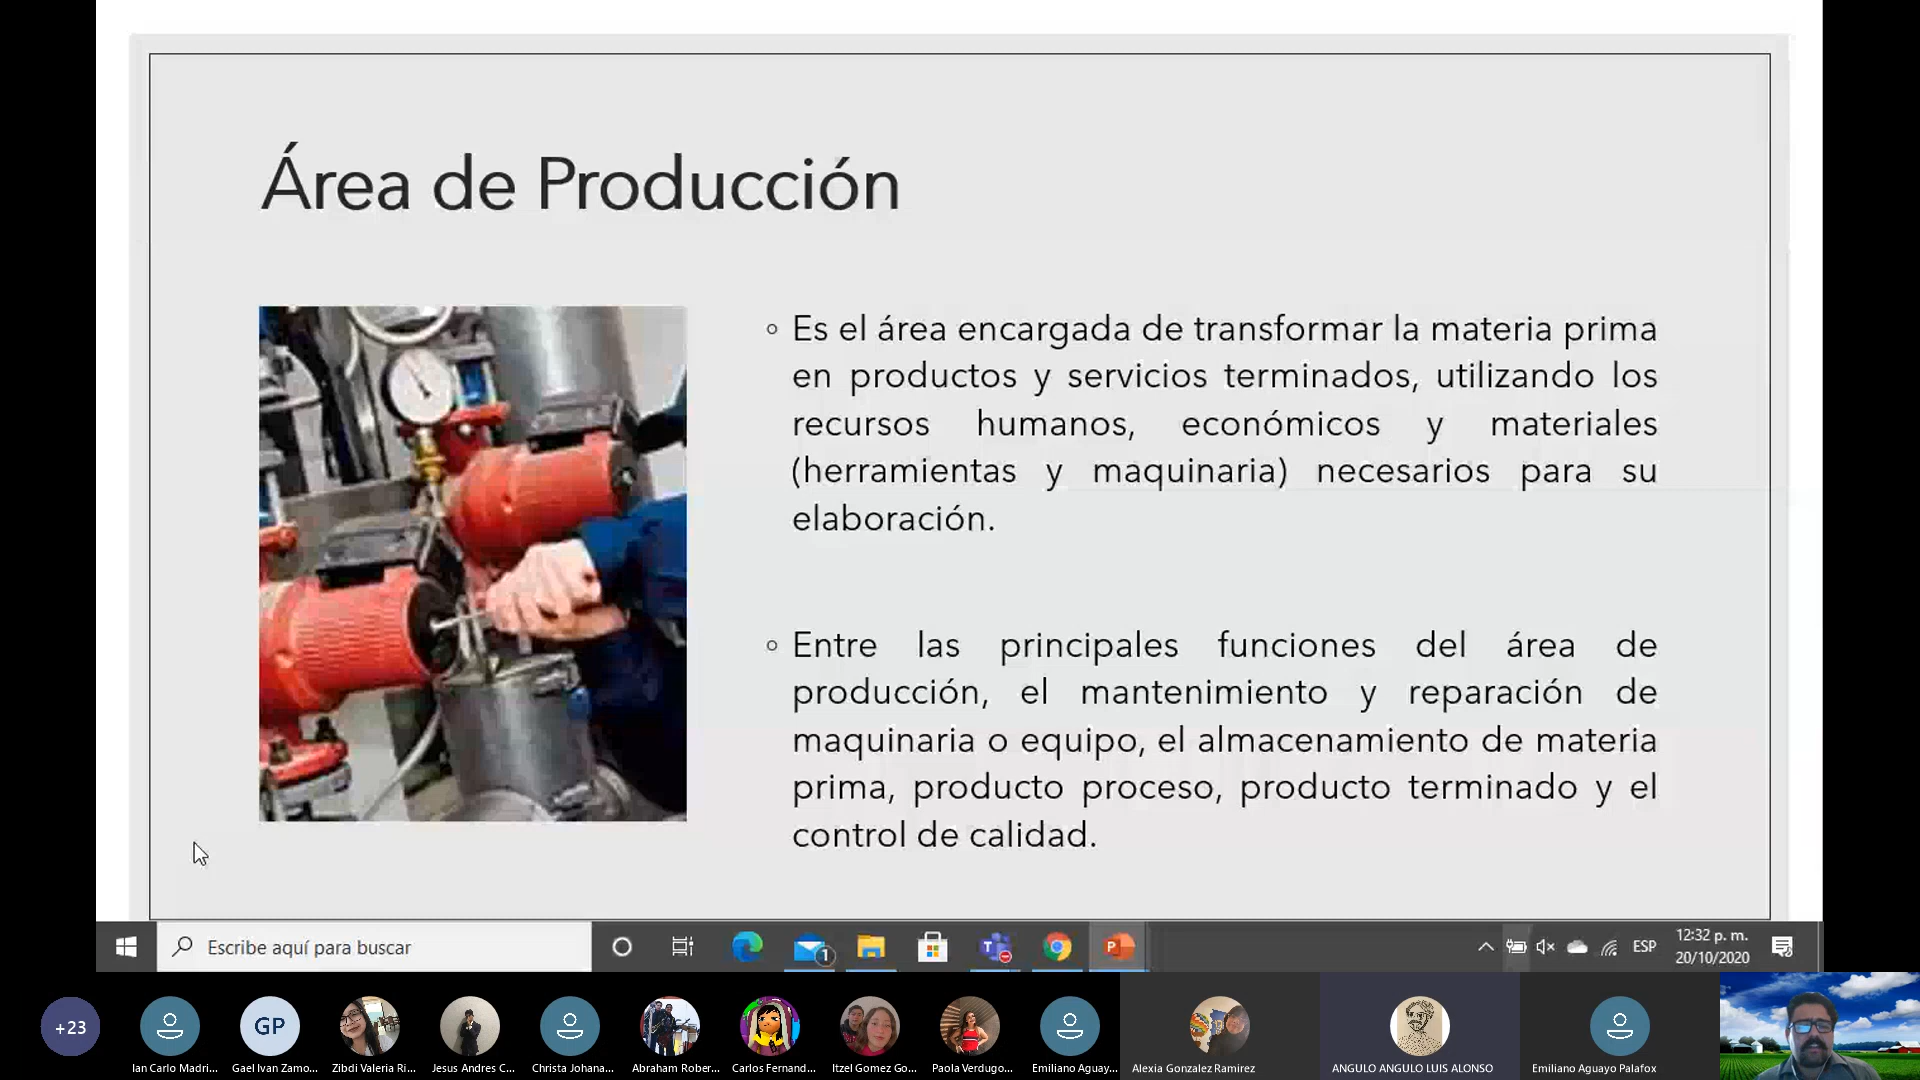 Área de Producción
Es el área encargada de transformar la materia prima
en productos y servicios terminados, utilizando los
recursos humanos, económicos y materiales
(herramientas y maquinaria) necesarios para su
elaboración.
Entre las principales funciones del área de
producción, el mantenimiento y reparación de
maquinaria o equipo, el almacenamiento de materia
prima, producto proceso, producto terminado y el
control de calidad.
Escribe aquí para buscar
1
ESP
12:32 p. m.
20/10/2020
+23
GP
Ian Carlo Madri...
Gael Ivan Zamo...
Zibdi Valeria Ri...
Jesus Andres C...
Christa Johana...
Abraham Rober...
Carlos Fernand...
Itzel Gomez Go...
Paola Verdugo...
Emiliano Aguay...
Alexia Gonzalez Ramirez
ANGULO ANGULO LUIS ALONSO
Emiliano Aguayo Palafox